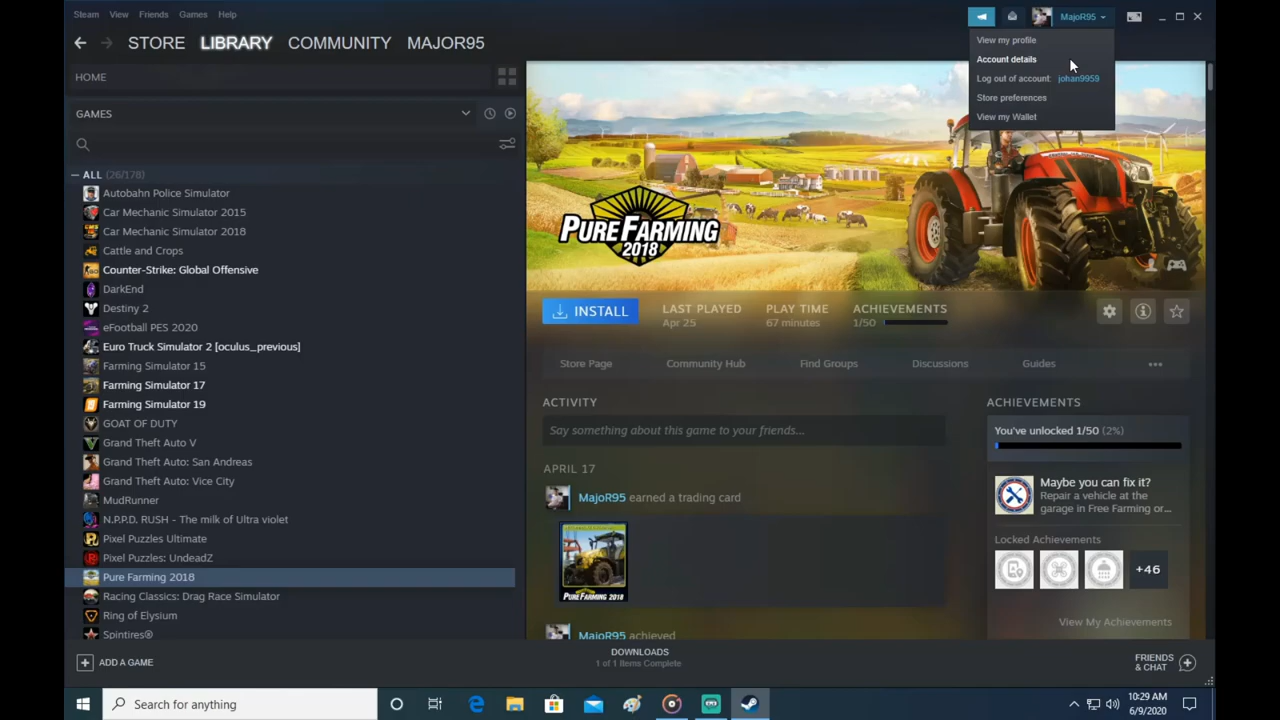 Steam View Friends Games Help
MajoR95
STORE LIBRARY COMMUNITY MAJOR95
View my profile
Account details
Log out of account: johan9959
Store preferences
View my Wallet
HOME
GAMES
ALL (26/178)
Autobahn Police Simulator
Car Mechanic Simulator 2015
Car Mechanic Simulator 2018
Cattle and Crops
Counter-Strike: Global Offensive
DarkEnd
Destiny 2
eFootball PES 2020
Euro Truck Simulator 2 [oculus_previous]
Farming Simulator 15
Farming Simulator 17
Farming Simulator 19
GOAT OF DUTY
Grand Theft Auto V
Grand Theft Auto: San Andreas
Grand Theft Auto: Vice City
MudRunner
N.P.P.D. RUSH - The milk of Ultra violet
Pixel Puzzles Ultimate
Pixel Puzzles: UndeadZ
Pure Farming 2018
Racing Classics: Drag Race Simulator
Ring of Elysium
Spintires®
PURE FARMING
2018
INSTALL
LAST PLAYED
Apr 25
PLAY TIME
67 minutes
ACHIEVEMENTS
1/50
Store Page Community Hub Find Groups Discussions Guides
ACTIVITY
Say something about this game to your friends...
APRIL 17
MajoR95 earned a trading card
PURE FARMING 2018
MajoR95 achieved
ACHIEVEMENTS
You've unlocked 1/50 (2%)
Maybe you can fix it?
Repair a vehicle at the
garage in Free Farming or...
Locked Achievements
+46
View My Achievements
ADD A GAME
DOWNLOADS
1 of 1 Items Complete
FRIENDS
& CHAT
Search for anything
10:29 AM
6/9/2020